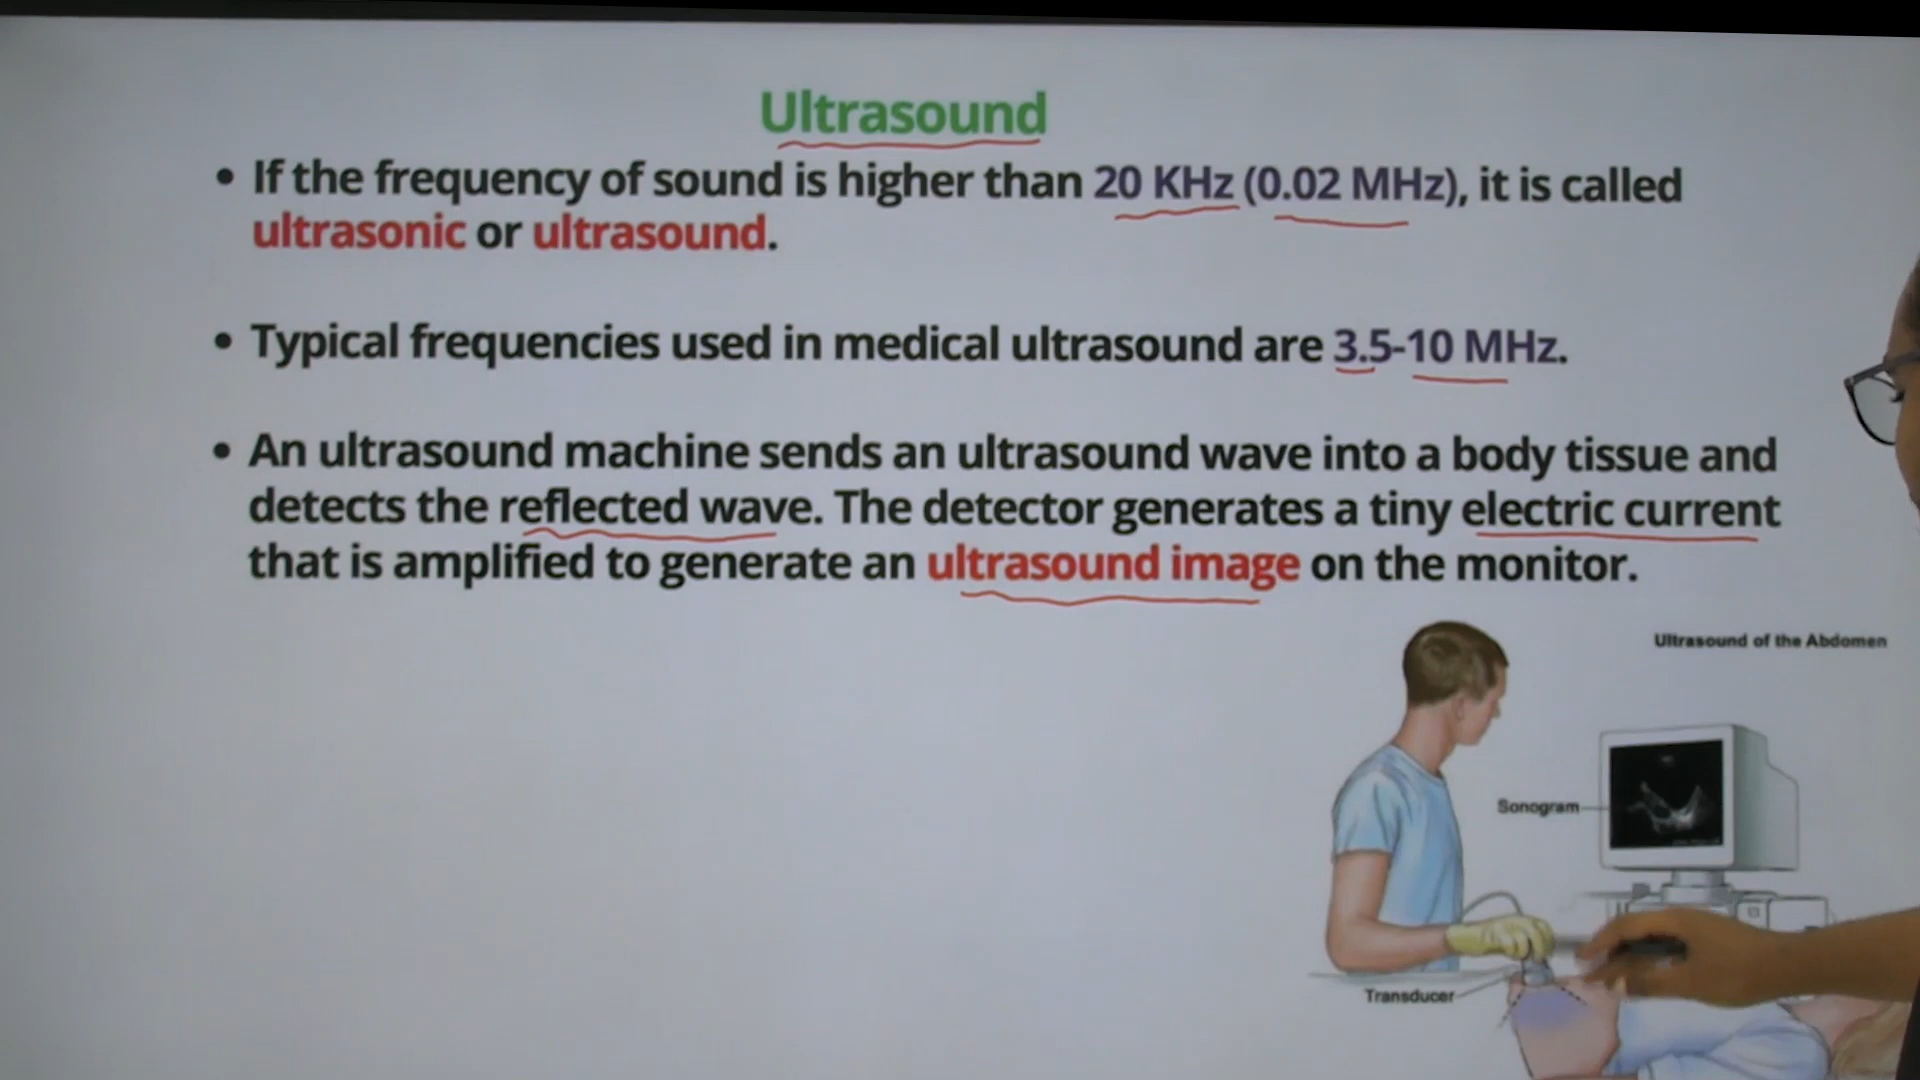 Ultrasound
• If the frequency of sound is higher than 20 KHz (0.02 MHz), it is called
ultrasonic or ultrasound.
• Typical frequencies used in medical ultrasound are 3.5-10 MHz.
• An ultrasound machine sends an ultrasound wave into a body tissue and
detects the reflected wave. The detector generates a tiny electric current
that is amplified to generate an ultrasound image on the monitor.
Ultrasound of the Abdomen
Sonogram
Transducer